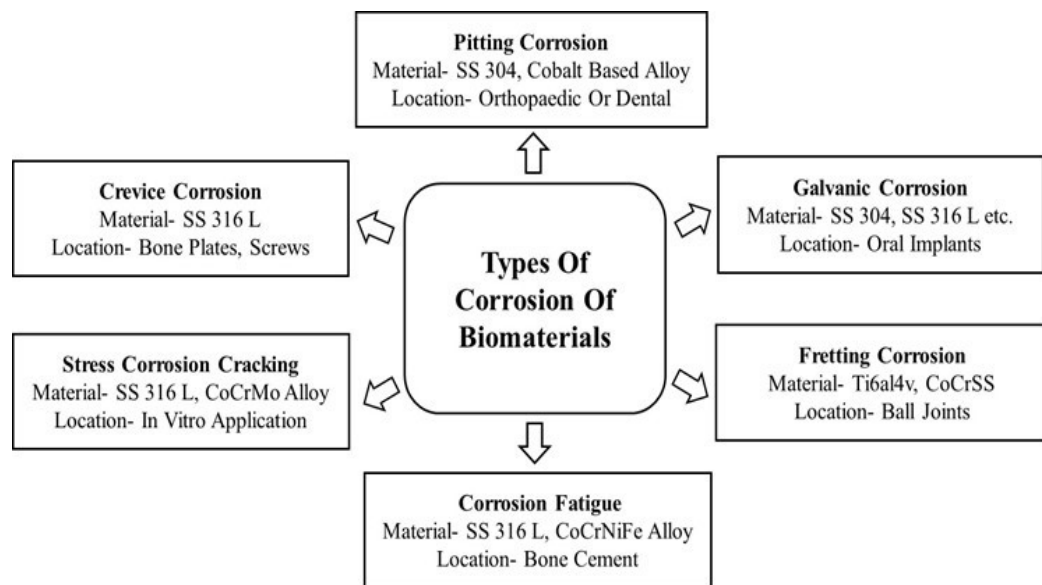 Pitting Corrosion
Material- SS 304, Cobalt Based Alloy
Location- Orthopaedic Or Dental
Crevice Corrosion
Material- SS 316 L
Location- Bone Plates, Screws
Galvanic Corrosion
Material- SS 304, SS 316 L etc.
Location- Oral Implants
Types Of
Corrosion Of
Biomaterials
Stress Corrosion Cracking
Material- SS 316 L, CoCrMo Alloy
Location- In Vitro Application
Fretting Corrosion
Material- Ti6al4v, CoCrSS
Location- Ball Joints
Corrosion Fatigue
Material- SS 316 L, CoCrNiFe Alloy
Location- Bone Cement